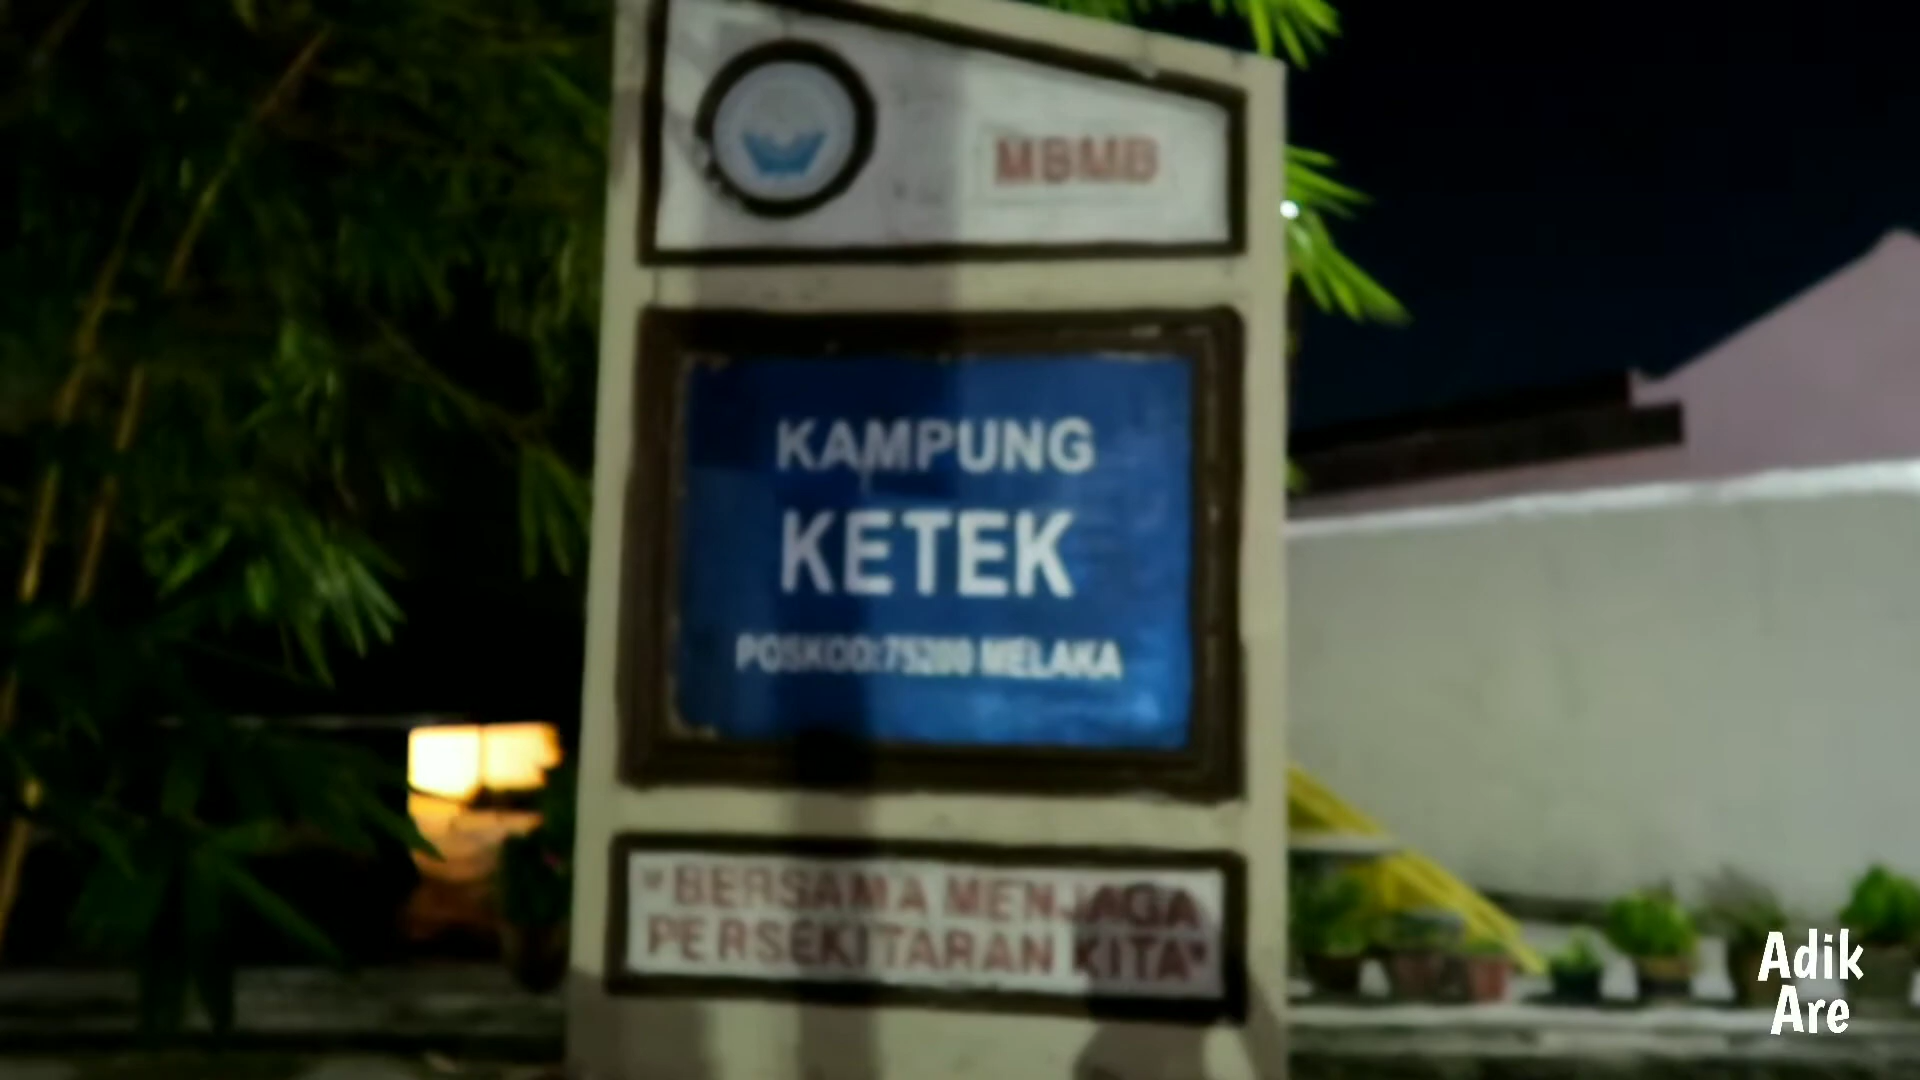 MBMB
KAMPUNG
KETEK
POSKOD:75200 MELAKA
"BERSAMA MENJAGA
PERSEKITARAN KITA"
Adik
Are